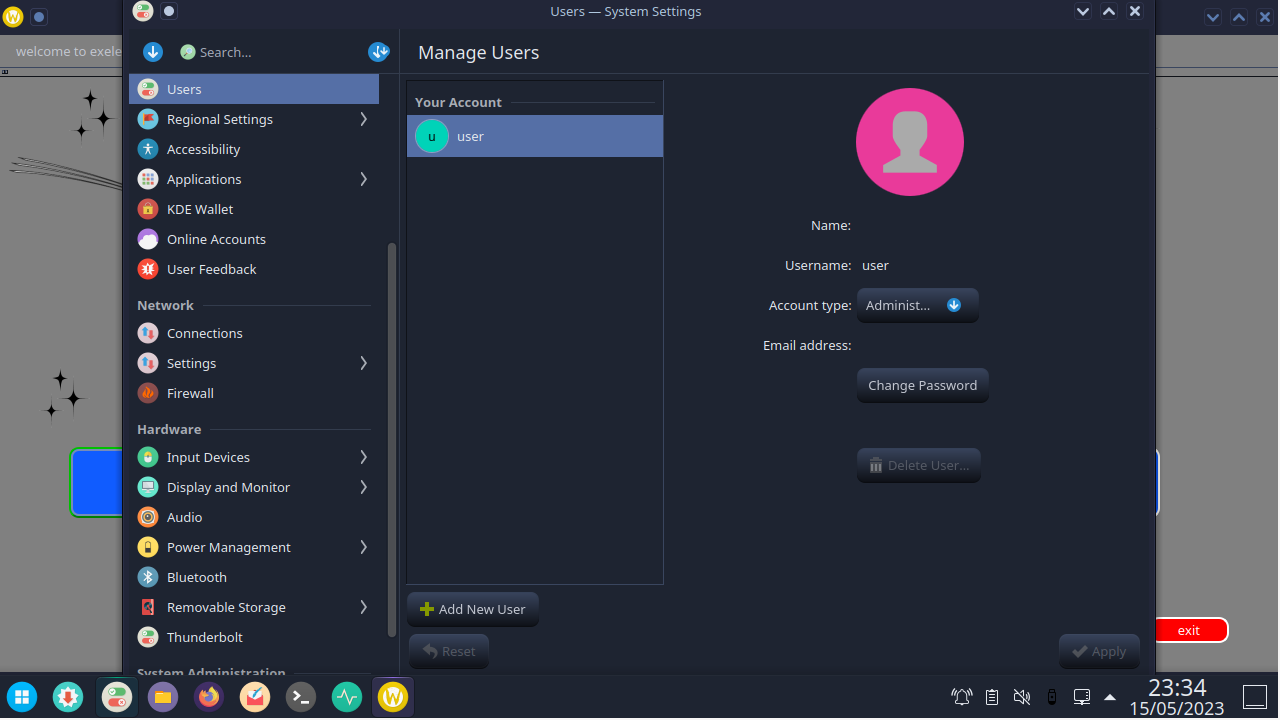 Users — System Settings
welcome to exele
Search...
Manage Users
Users
Regional Settings
Accessibility
Applications
KDE Wallet
Online Accounts
User Feedback
Network
Connections
Settings
Firewall
Hardware
Input Devices
Display and Monitor
Audio
Power Management
Bluetooth
Removable Storage
Thunderbolt
System Administration
Your Account
u user
Name:
Username: user
Account type: Administ...
Email address:
Change Password
Delete User...
Add New User
Reset
Apply
exit
23:34
15/05/2023